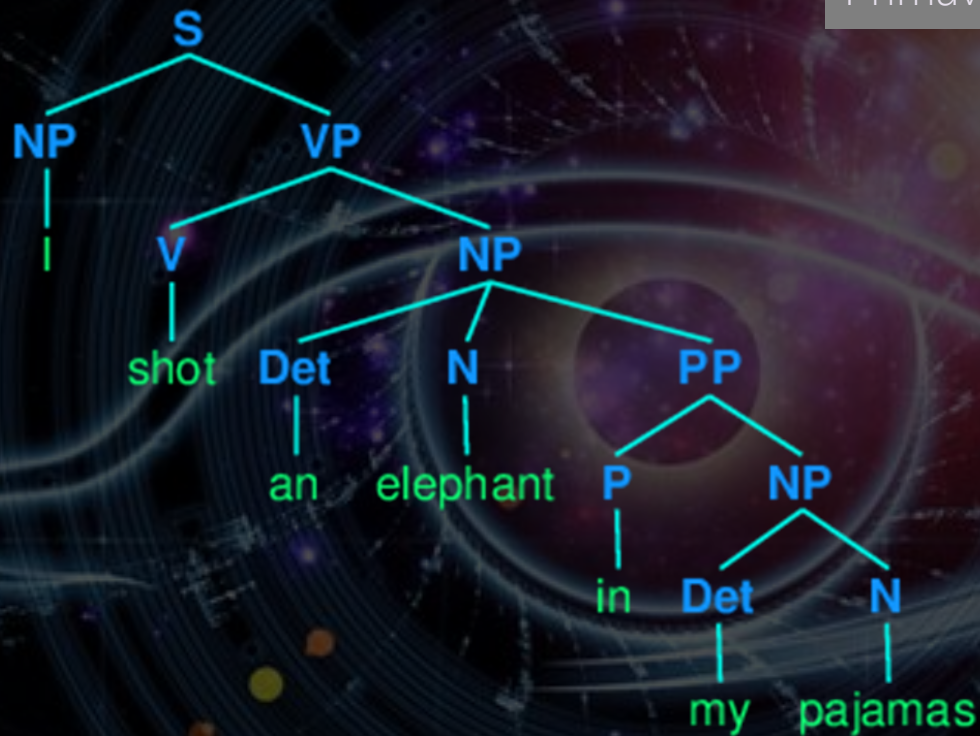 S
NP VP
I V NP
shot Det N PP
an elephant P NP
in Det N
my pajamas